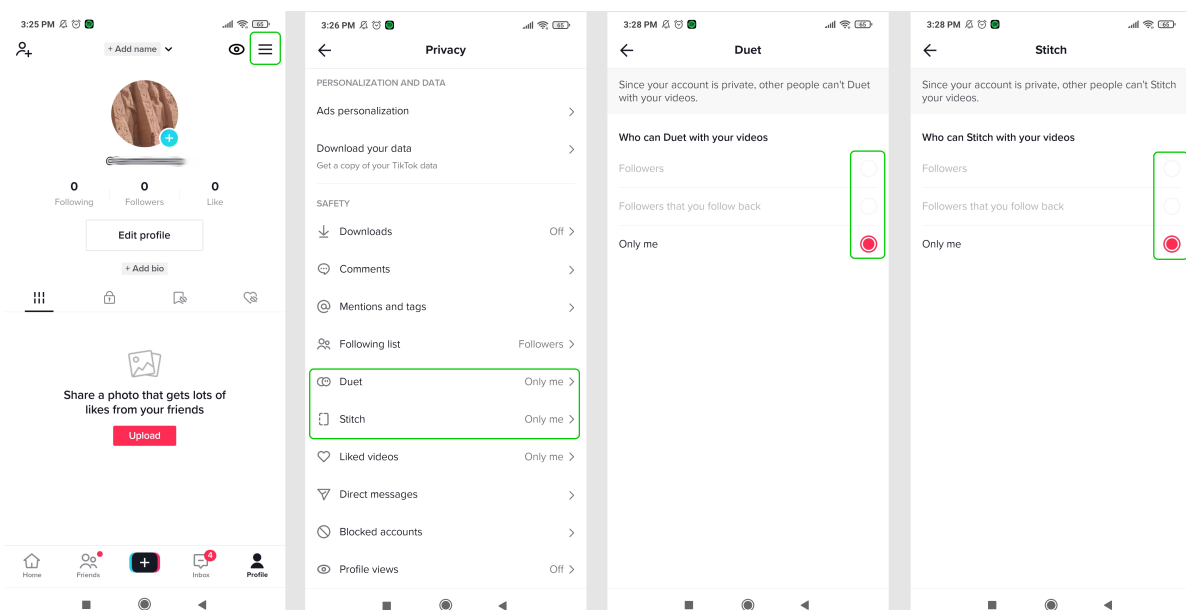 3:25 PM
65
+ Add name
0
0
0
Following
Followers
Like
Edit profile
+ Add bio
Share a photo that gets lots of
likes from your friends
Upload
4
Home
Friends
Inbox
Profile
3:26 PM
65
Privacy
PERSONALIZATION AND DATA
Ads personalization
Download your data
Get a copy of your TikTok data
SAFETY
Downloads Off
Comments
Mentions and tags
Following list Followers
Duet Only me
Stitch Only me
Liked videos Only me
Direct messages
Blocked accounts
Profile views Off
3:28 PM
65
Duet
Since your account is private, other people can't Duet
with your videos.
Who can Duet with your videos
Followers
Followers that you follow back
Only me
3:28 PM
65
Stitch
Since your account is private, other people can't Stitch
your videos.
Who can Stitch with your videos
Followers
Followers that you follow back
Only me